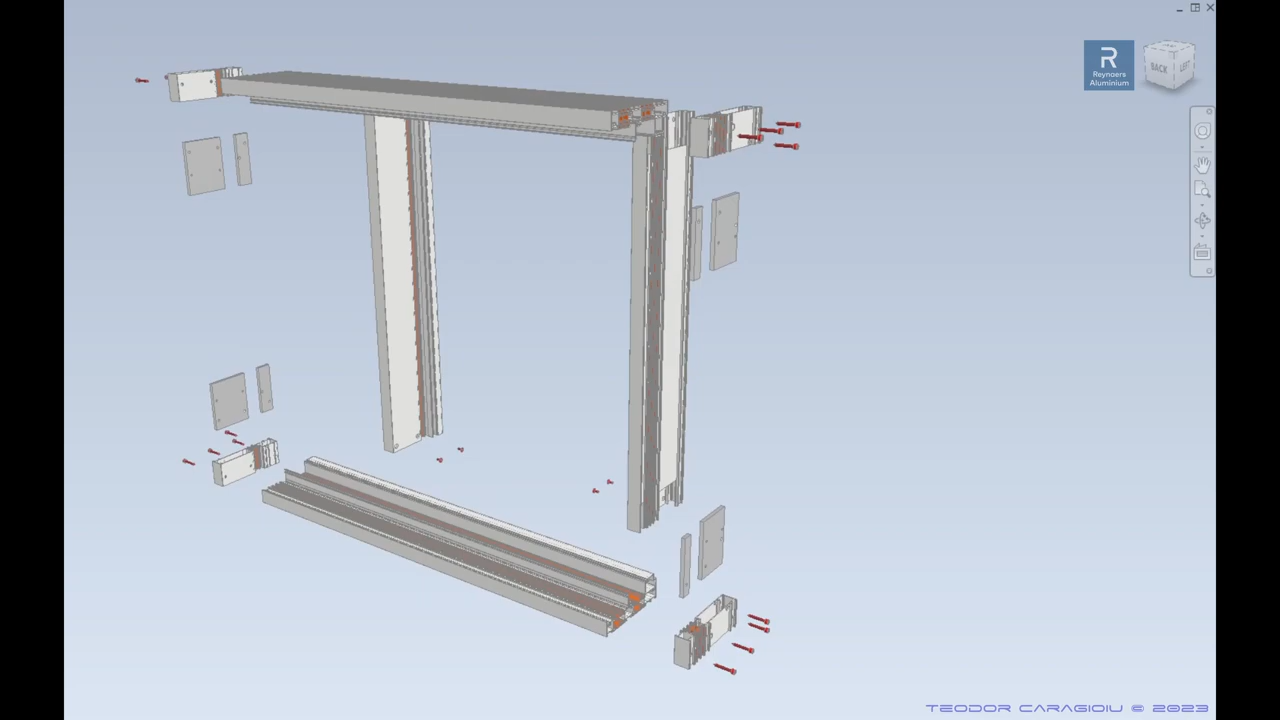 R
Reynaers
Aluminium
BACK
LEFT
TEODOR CARAGIOIU © 2023